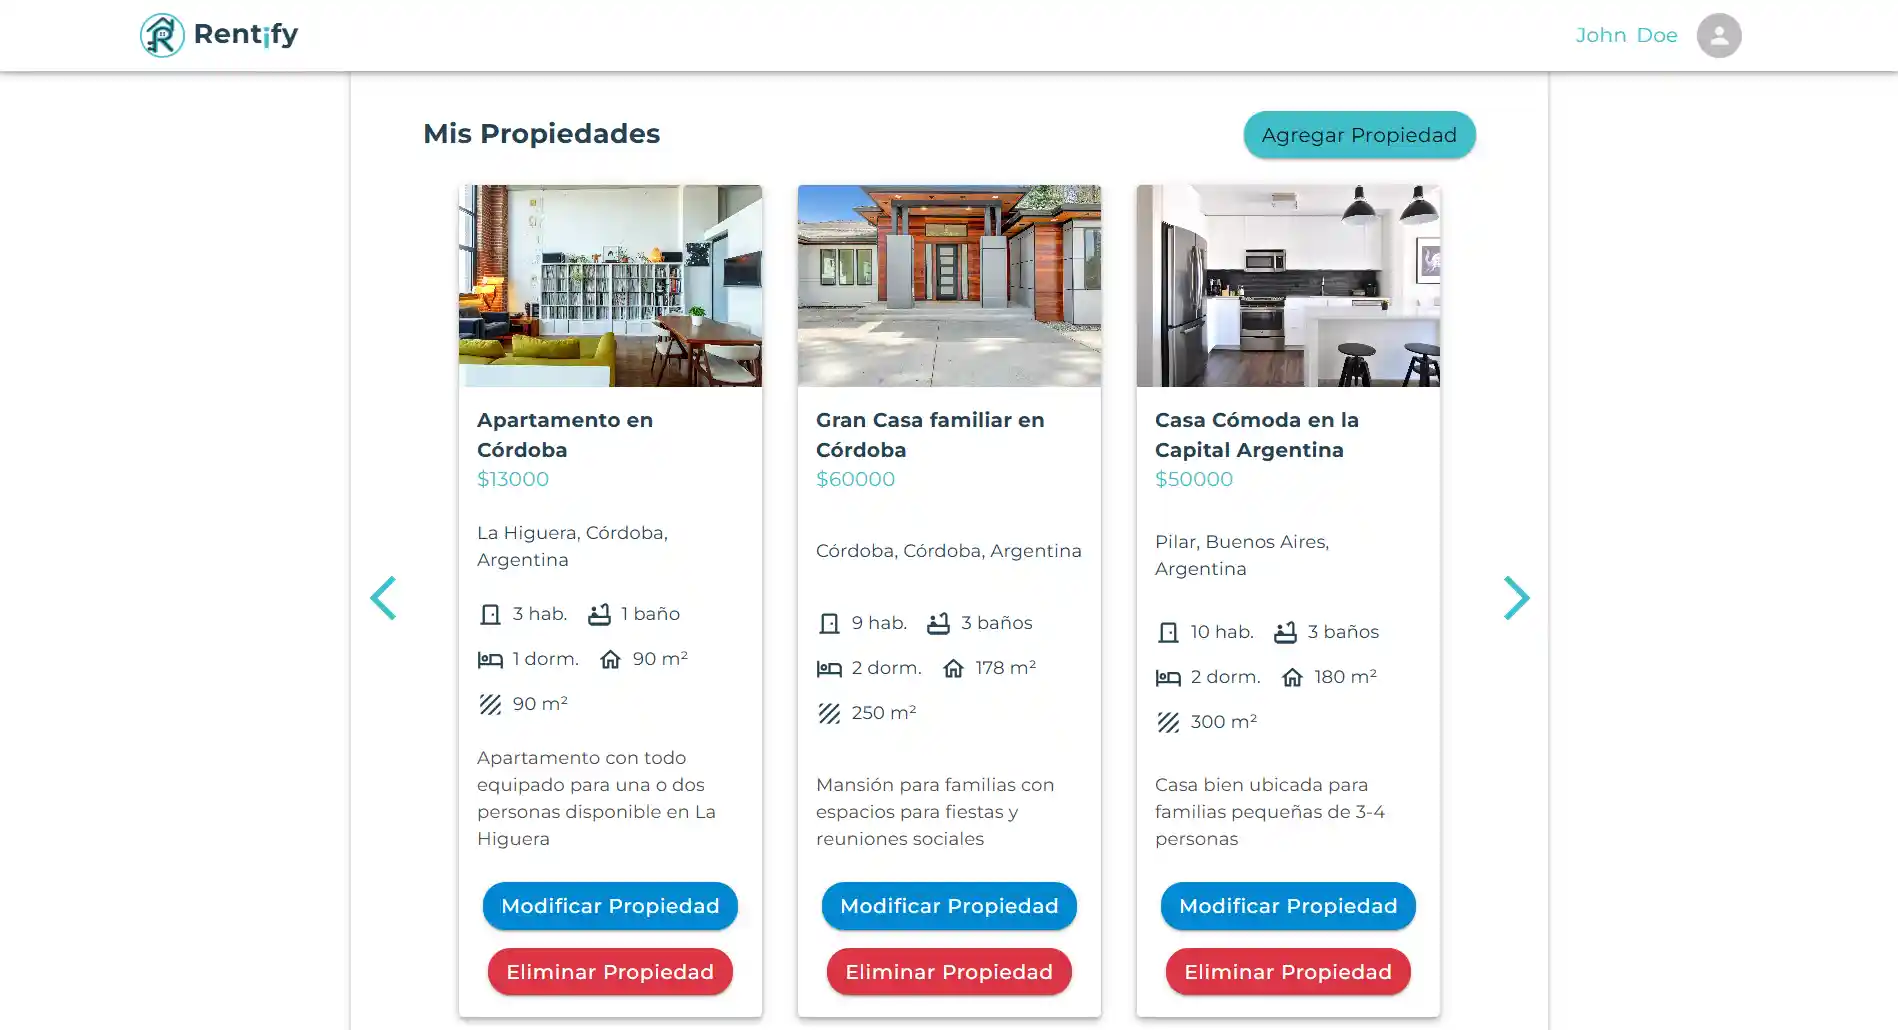 Rentify
John Doe
Mis Propiedades
Agregar Propiedad
Apartamento en
Córdoba
$13000
La Higuera, Córdoba,
Argentina
3 hab.
1 baño
1 dorm.
90 m²
90 m²
Apartamento con todo
equipado para una o dos
personas disponible en La
Higuera
Modificar Propiedad
Eliminar Propiedad
Gran Casa familiar en
Córdoba
$60000
Córdoba, Córdoba, Argentina
9 hab.
3 baños
2 dorm.
178 m²
250 m²
Mansión para familias con
espacios para fiestas y
reuniones sociales
Modificar Propiedad
Eliminar Propiedad
Casa Cómoda en la
Capital Argentina
$50000
Pilar, Buenos Aires,
Argentina
10 hab.
3 baños
2 dorm.
180 m²
300 m²
Casa bien ubicada para
familias pequeñas de 3-4
personas
Modificar Propiedad
Eliminar Propiedad